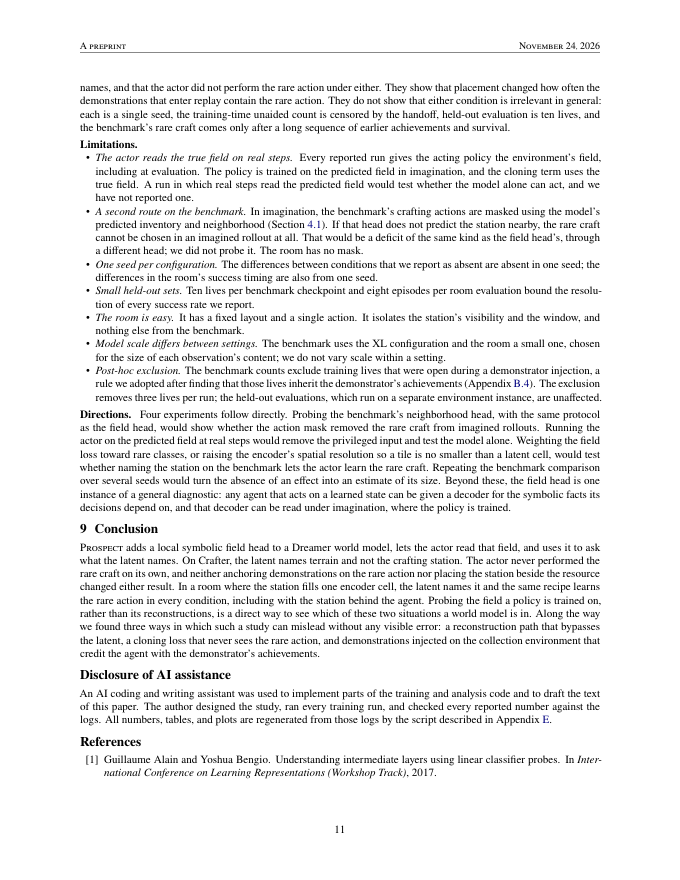 A PREPRINT
NOVEMBER 24, 2026
names, and that the actor did not perform the rare action under either. They show that placement changed how often the
demonstrations that enter replay contain the rare action. They do not show that either condition is irrelevant in general:
each is a single seed, the training-time unaided count is censored by the handoff, held-out evaluation is ten lives, and
the benchmark's rare craft comes only after a long sequence of earlier achievements and survival.
Limitations.
• The actor reads the true field on real steps. Every reported run gives the acting policy the environment's field,
including at evaluation. The policy is trained on the predicted field in imagination, and the cloning term uses the
true field. A run in which real steps read the predicted field would test whether the model alone can act, and we
have not reported one.
• A second route on the benchmark. In imagination, the benchmark's crafting actions are masked using the model's
predicted inventory and neighborhood (Section 4.1). If that head does not predict the station nearby, the rare craft
cannot be chosen in an imagined rollout at all. That would be a deficit of the same kind as the field head's, through
a different head; we did not probe it. The room has no mask.
• One seed per configuration. The differences between conditions that we report as absent are absent in one seed; the
differences in the room's success timing are also from one seed.
• Small held-out sets. Ten lives per benchmark checkpoint and eight episodes per room evaluation bound the resolu-
tion of every success rate we report.
• The room is easy. It has a fixed layout and a single action. It isolates the station's visibility and the window, and
nothing else from the benchmark.
• Model scale differs between settings. The benchmark uses the XL configuration and the room a small one, chosen
for the size of each observation's content; we do not vary scale within a setting.
• Post-hoc exclusion. The benchmark counts exclude training lives that were open during a demonstrator injection, a
rule we adopted after finding that those lives inherit the demonstrator's achievements (Appendix B.4). The exclusion
removes three lives per run; the held-out evaluations, which run on a separate environment instance, are unaffected.
Directions. Four experiments follow directly. Probing the benchmark's neighborhood head, with the same protocol
as the field head, would show whether the action mask removed the rare craft from imagined rollouts. Running the
actor on the predicted field at real steps would remove the privileged input and test the model alone. Weighting the field
loss toward rare classes, or raising the encoder's spatial resolution so a tile is no smaller than a latent cell, would test
whether naming the station on the benchmark lets the actor learn the rare craft. Repeating the benchmark comparison
over several seeds would turn the absence of an effect into an estimate of its size. Beyond these, the field head is one
instance of a general diagnostic: any agent that acts on a learned state can be given a decoder for the symbolic facts its
decisions depend on, and that decoder can be read under imagination, where the policy is trained.
9 Conclusion
PROSPECT adds a local symbolic field head to a Dreamer world model, lets the actor read that field, and uses it to ask
what the latent names. On Crafter, the latent names terrain and not the crafting station. The actor never performed the
rare craft on its own, and neither anchoring demonstrations on the rare action nor placing the station beside the resource
changed either result. In a room where the station fills one encoder cell, the latent names it and the same recipe learns
the rare action in every condition, including with the station behind the agent. Probing the field a policy is trained on,
rather than its reconstructions, is a direct way to see which of these two situations a world model is in. Along the way
we found three ways in which such a study can mislead without any visible error: a reconstruction path that bypasses
the latent, a cloning loss that never sees the rare action, and demonstrations injected on the collection environment that
credit the agent with the demonstrator's achievements.
Disclosure of AI assistance
An AI coding and writing assistant was used to implement parts of the training and analysis code and to draft the text
of this paper. The author designed the study, ran every training run, and checked every reported number against the
logs. All numbers, tables, and plots are regenerated from those logs by the script described in Appendix E.
References
[1] Guillaume Alain and Yoshua Bengio. Understanding intermediate layers using linear classifier probes. In Inter-
national Conference on Learning Representations (Workshop Track), 2017.
11